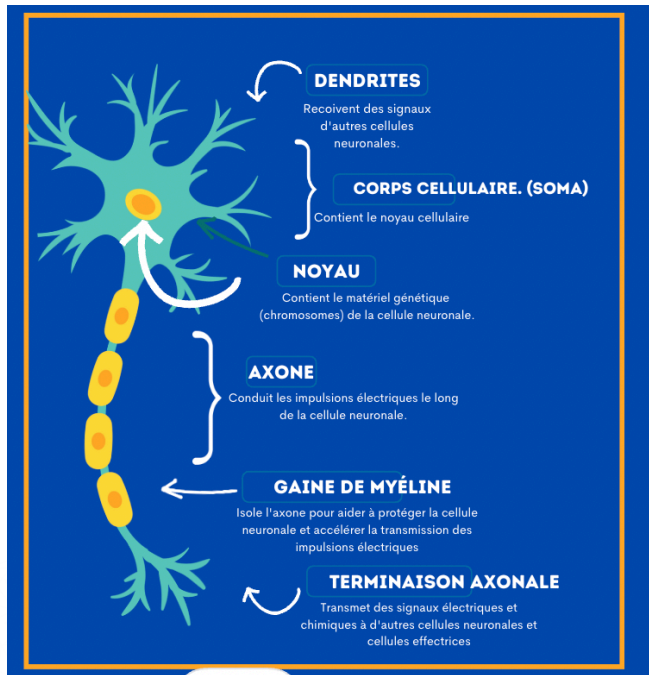 DENDRITES
Recoivent des signaux
d'autres cellules
neuronales.
CORPS CELLULAIRE. (SOMA)
Contient le noyau cellulaire
NOYAU
Contient le matériel génétique
(chromosomes) de la cellule neuronale.
AXONE
Conduit les impulsions électriques le long
de la cellule neuronale.
GAINE DE MYÉLINE
Isole l'axone pour aider à protéger la cellule
neuronale et accélérer la transmission des
impulsions électriques
TERMINAISON AXONALE
Transmet des signaux électriques et
chimiques à d'autres cellules neuronales et
cellules effectrices